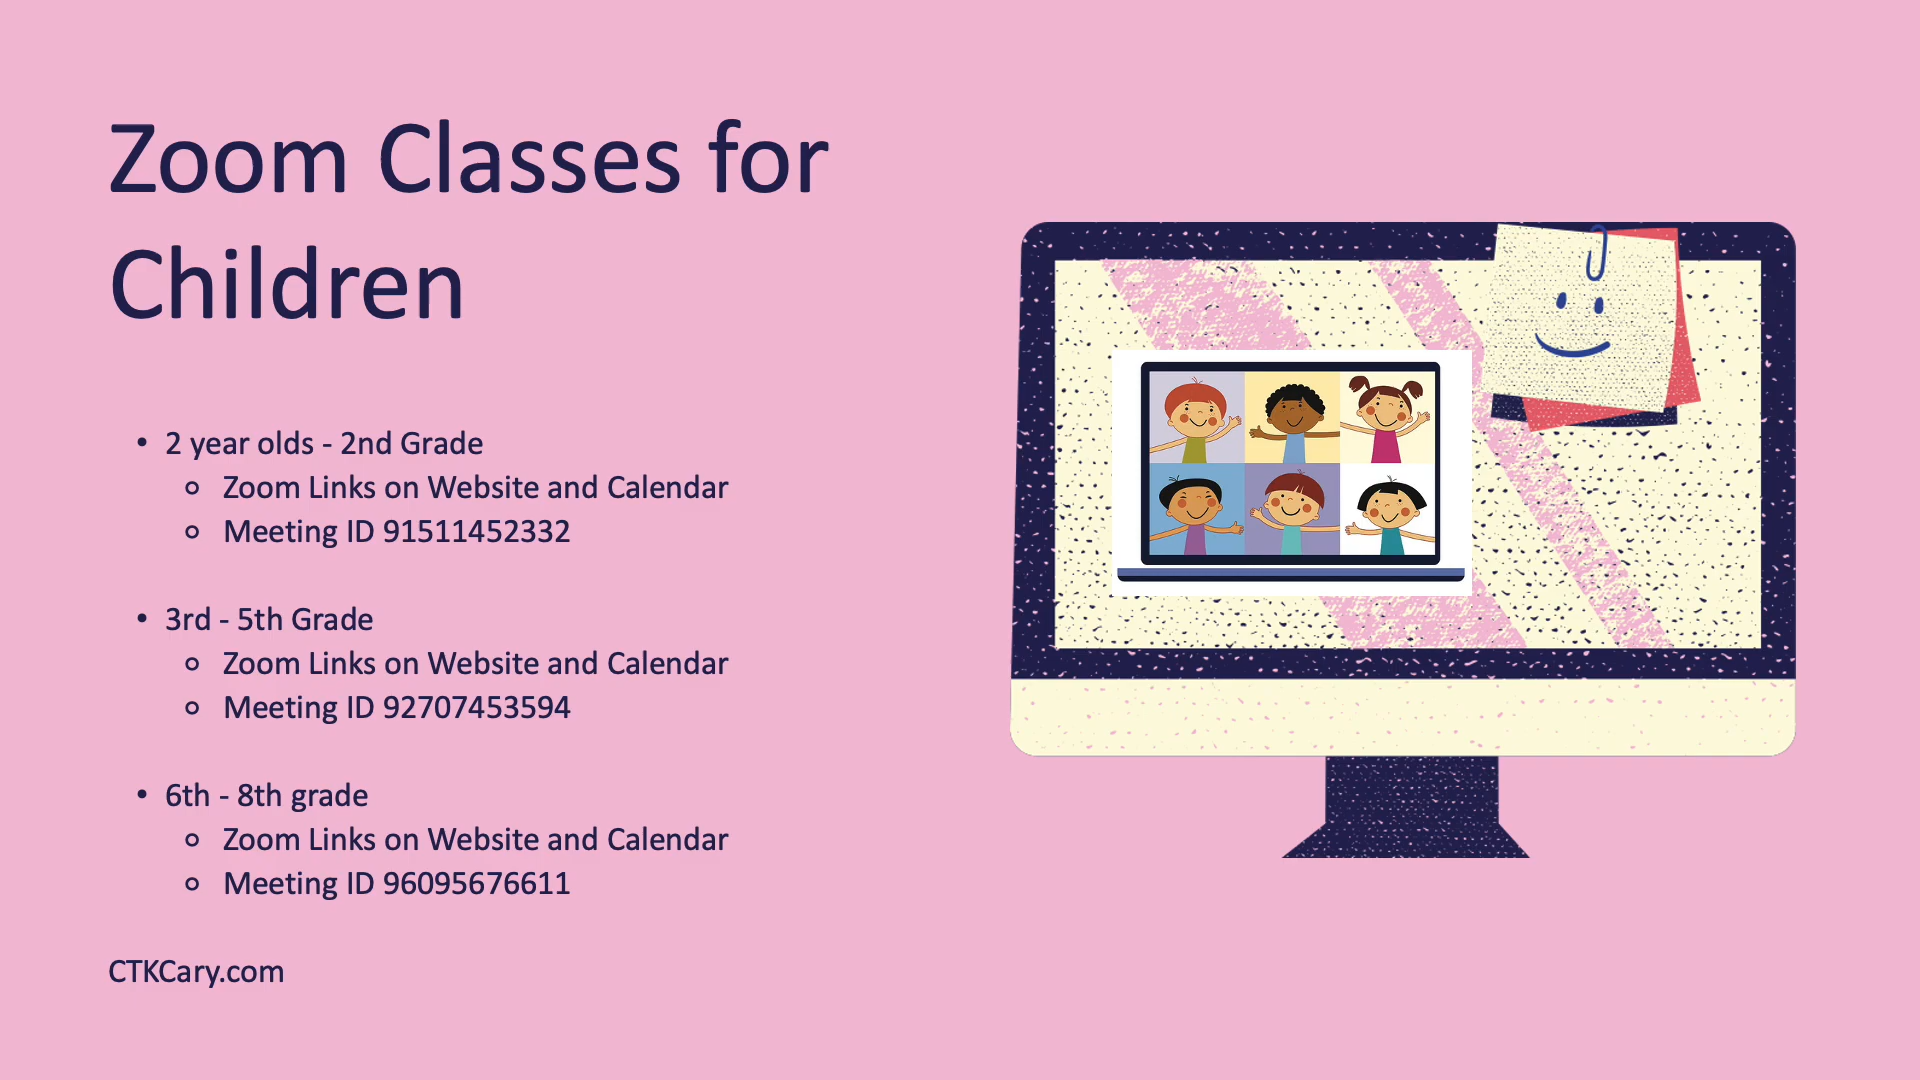 Zoom Classes for
Children
• 2 year olds - 2nd Grade
Zoom Links on Website and Calendar
Meeting ID 91511452332
• 3rd - 5th Grade
Zoom Links on Website and Calendar
Meeting ID 92707453594
• 6th - 8th grade
Zoom Links on Website and Calendar
Meeting ID 96095676611
CTKCary.com